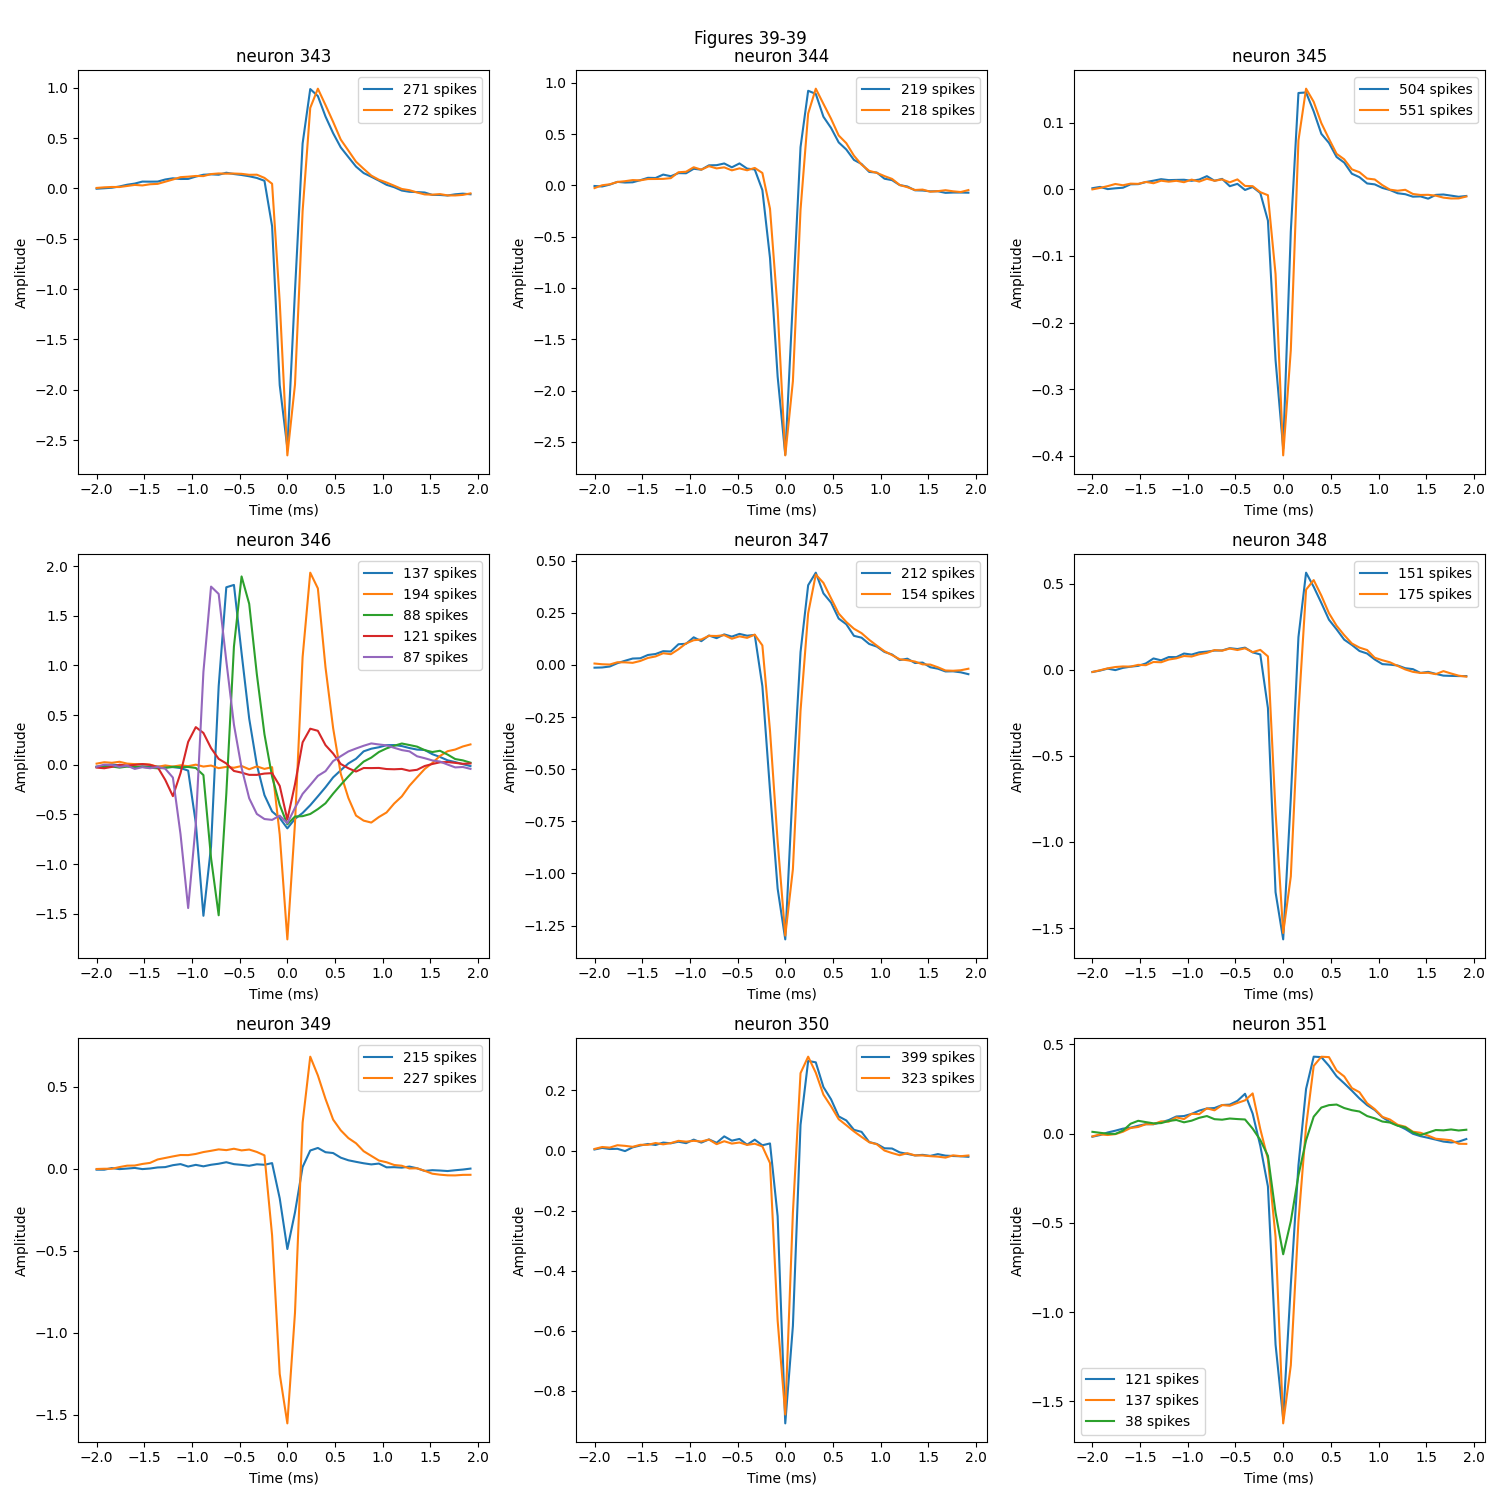 Figures 39-39
neuron 343
271 spikes
272 spikes
1.0
0.5
0.0
−0.5
−1.0
−1.5
−2.0
−2.5
Amplitude
−2.0 −1.5 −1.0 −0.5 0.0 0.5 1.0 1.5 2.0
Time (ms)
neuron 344
219 spikes
218 spikes
1.0
0.5
0.0
−0.5
−1.0
−1.5
−2.0
−2.5
Amplitude
−2.0 −1.5 −1.0 −0.5 0.0 0.5 1.0 1.5 2.0
Time (ms)
neuron 345
504 spikes
551 spikes
0.1
0.0
−0.1
−0.2
−0.3
−0.4
Amplitude
−2.0 −1.5 −1.0 −0.5 0.0 0.5 1.0 1.5 2.0
Time (ms)
neuron 346
137 spikes
194 spikes
88 spikes
121 spikes
87 spikes
2.0
1.5
1.0
0.5
0.0
−0.5
−1.0
−1.5
Amplitude
−2.0 −1.5 −1.0 −0.5 0.0 0.5 1.0 1.5 2.0
Time (ms)
neuron 347
212 spikes
154 spikes
0.50
0.25
0.00
−0.25
−0.50
−0.75
−1.00
−1.25
Amplitude
−2.0 −1.5 −1.0 −0.5 0.0 0.5 1.0 1.5 2.0
Time (ms)
neuron 348
151 spikes
175 spikes
0.5
0.0
−0.5
−1.0
−1.5
Amplitude
−2.0 −1.5 −1.0 −0.5 0.0 0.5 1.0 1.5 2.0
Time (ms)
neuron 349
215 spikes
227 spikes
0.5
0.0
−0.5
−1.0
−1.5
Amplitude
−2.0 −1.5 −1.0 −0.5 0.0 0.5 1.0 1.5 2.0
Time (ms)
neuron 350
399 spikes
323 spikes
0.2
0.0
−0.2
−0.4
−0.6
−0.8
Amplitude
−2.0 −1.5 −1.0 −0.5 0.0 0.5 1.0 1.5 2.0
Time (ms)
neuron 351
0.5
0.0
−0.5
−1.0
−1.5
Amplitude
121 spikes
137 spikes
38 spikes
−2.0 −1.5 −1.0 −0.5 0.0 0.5 1.0 1.5 2.0
Time (ms)